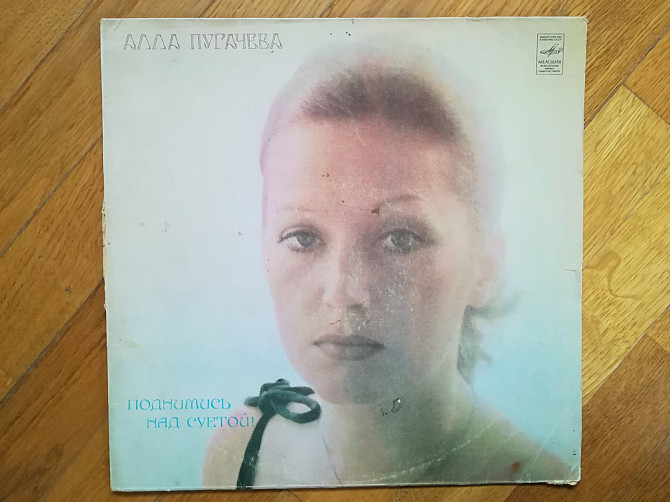 АЛЛА ПУГАЧЕВА
МЕЛОДИЯ
ПОДНИМИСЬ
НАД СУЕТОЙ!